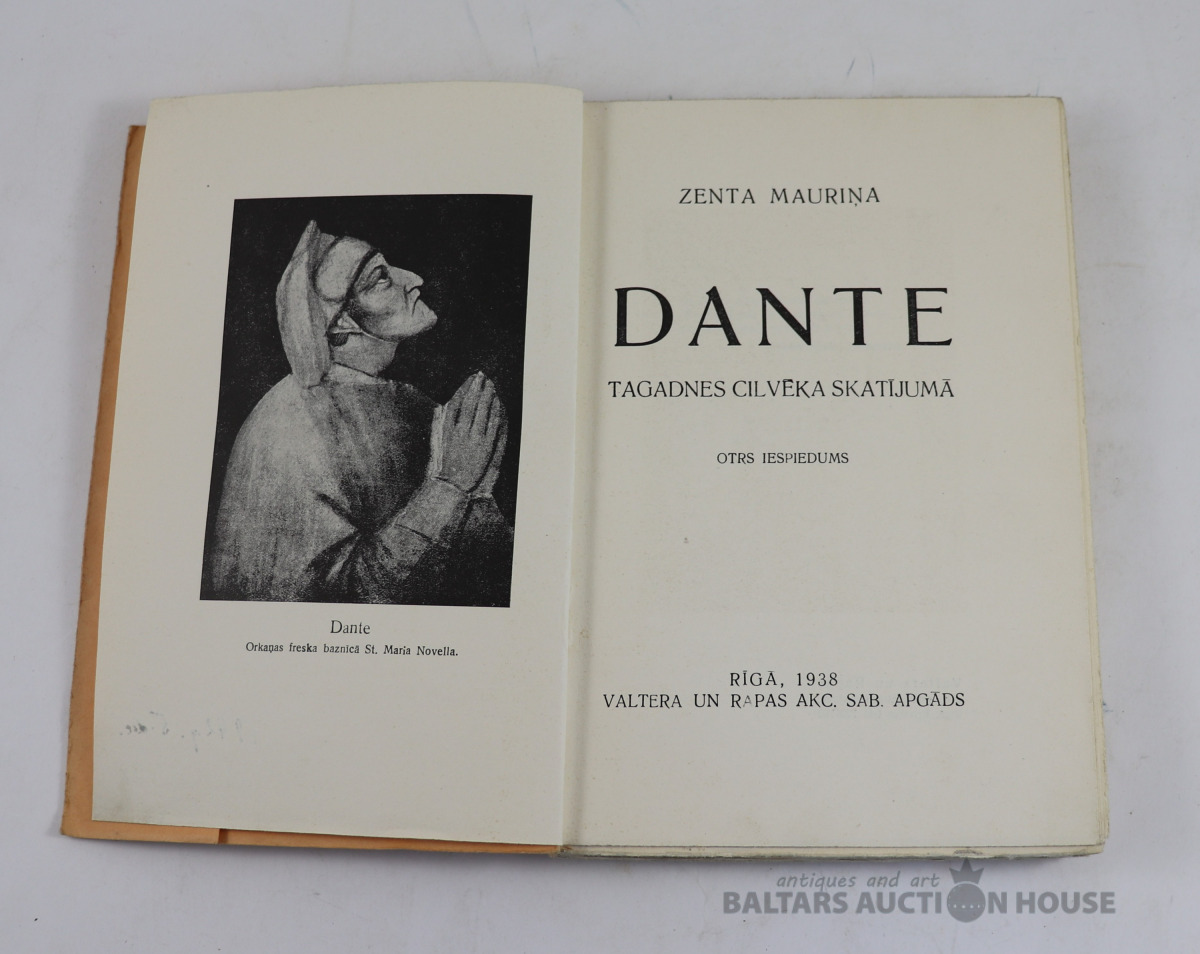 Dante
Orkaņas freska baznīcā St. Maria Novella.
ZENTA MAURIŅA
DANTE
TAGADNES CILVĒKA SKATĪJUMĀ
OTRS IESPIEDUMS
RĪGĀ, 1938
VALTERA UN RAPAS AKC. SAB. APGĀDS
antiques and art
BALTARS AUCTION HOUSE